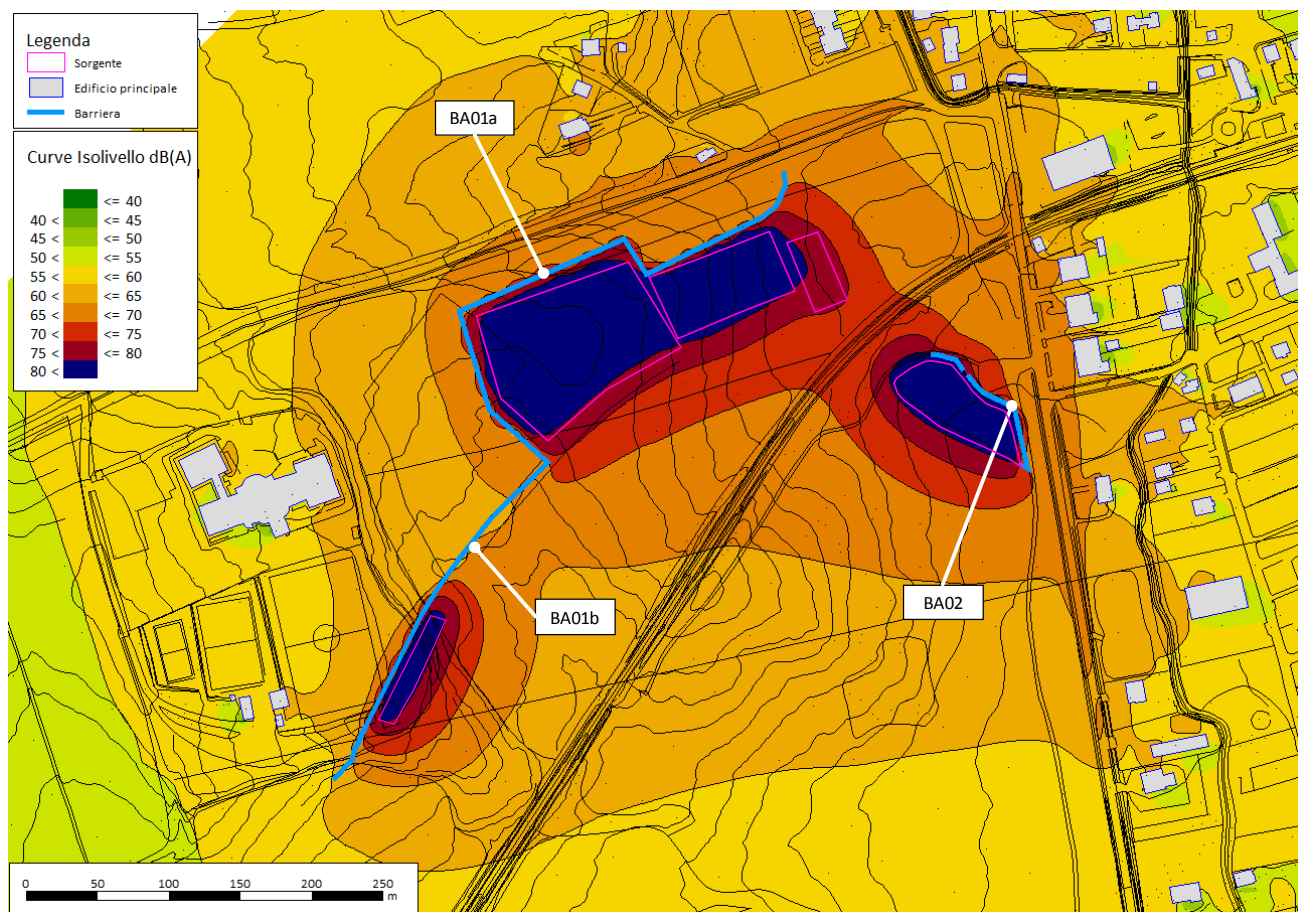 Legenda
Sorgente
Edificio principale
Barriera
Curve Isolivello dB(A)
<= 40
40 < <= 45
45 < <= 50
50 < <= 55
55 < <= 60
60 < <= 65
65 < <= 70
70 < <= 75
75 < <= 80
80 <
BA01a
BA01b
BA02
0 50 100 150 200 250
m